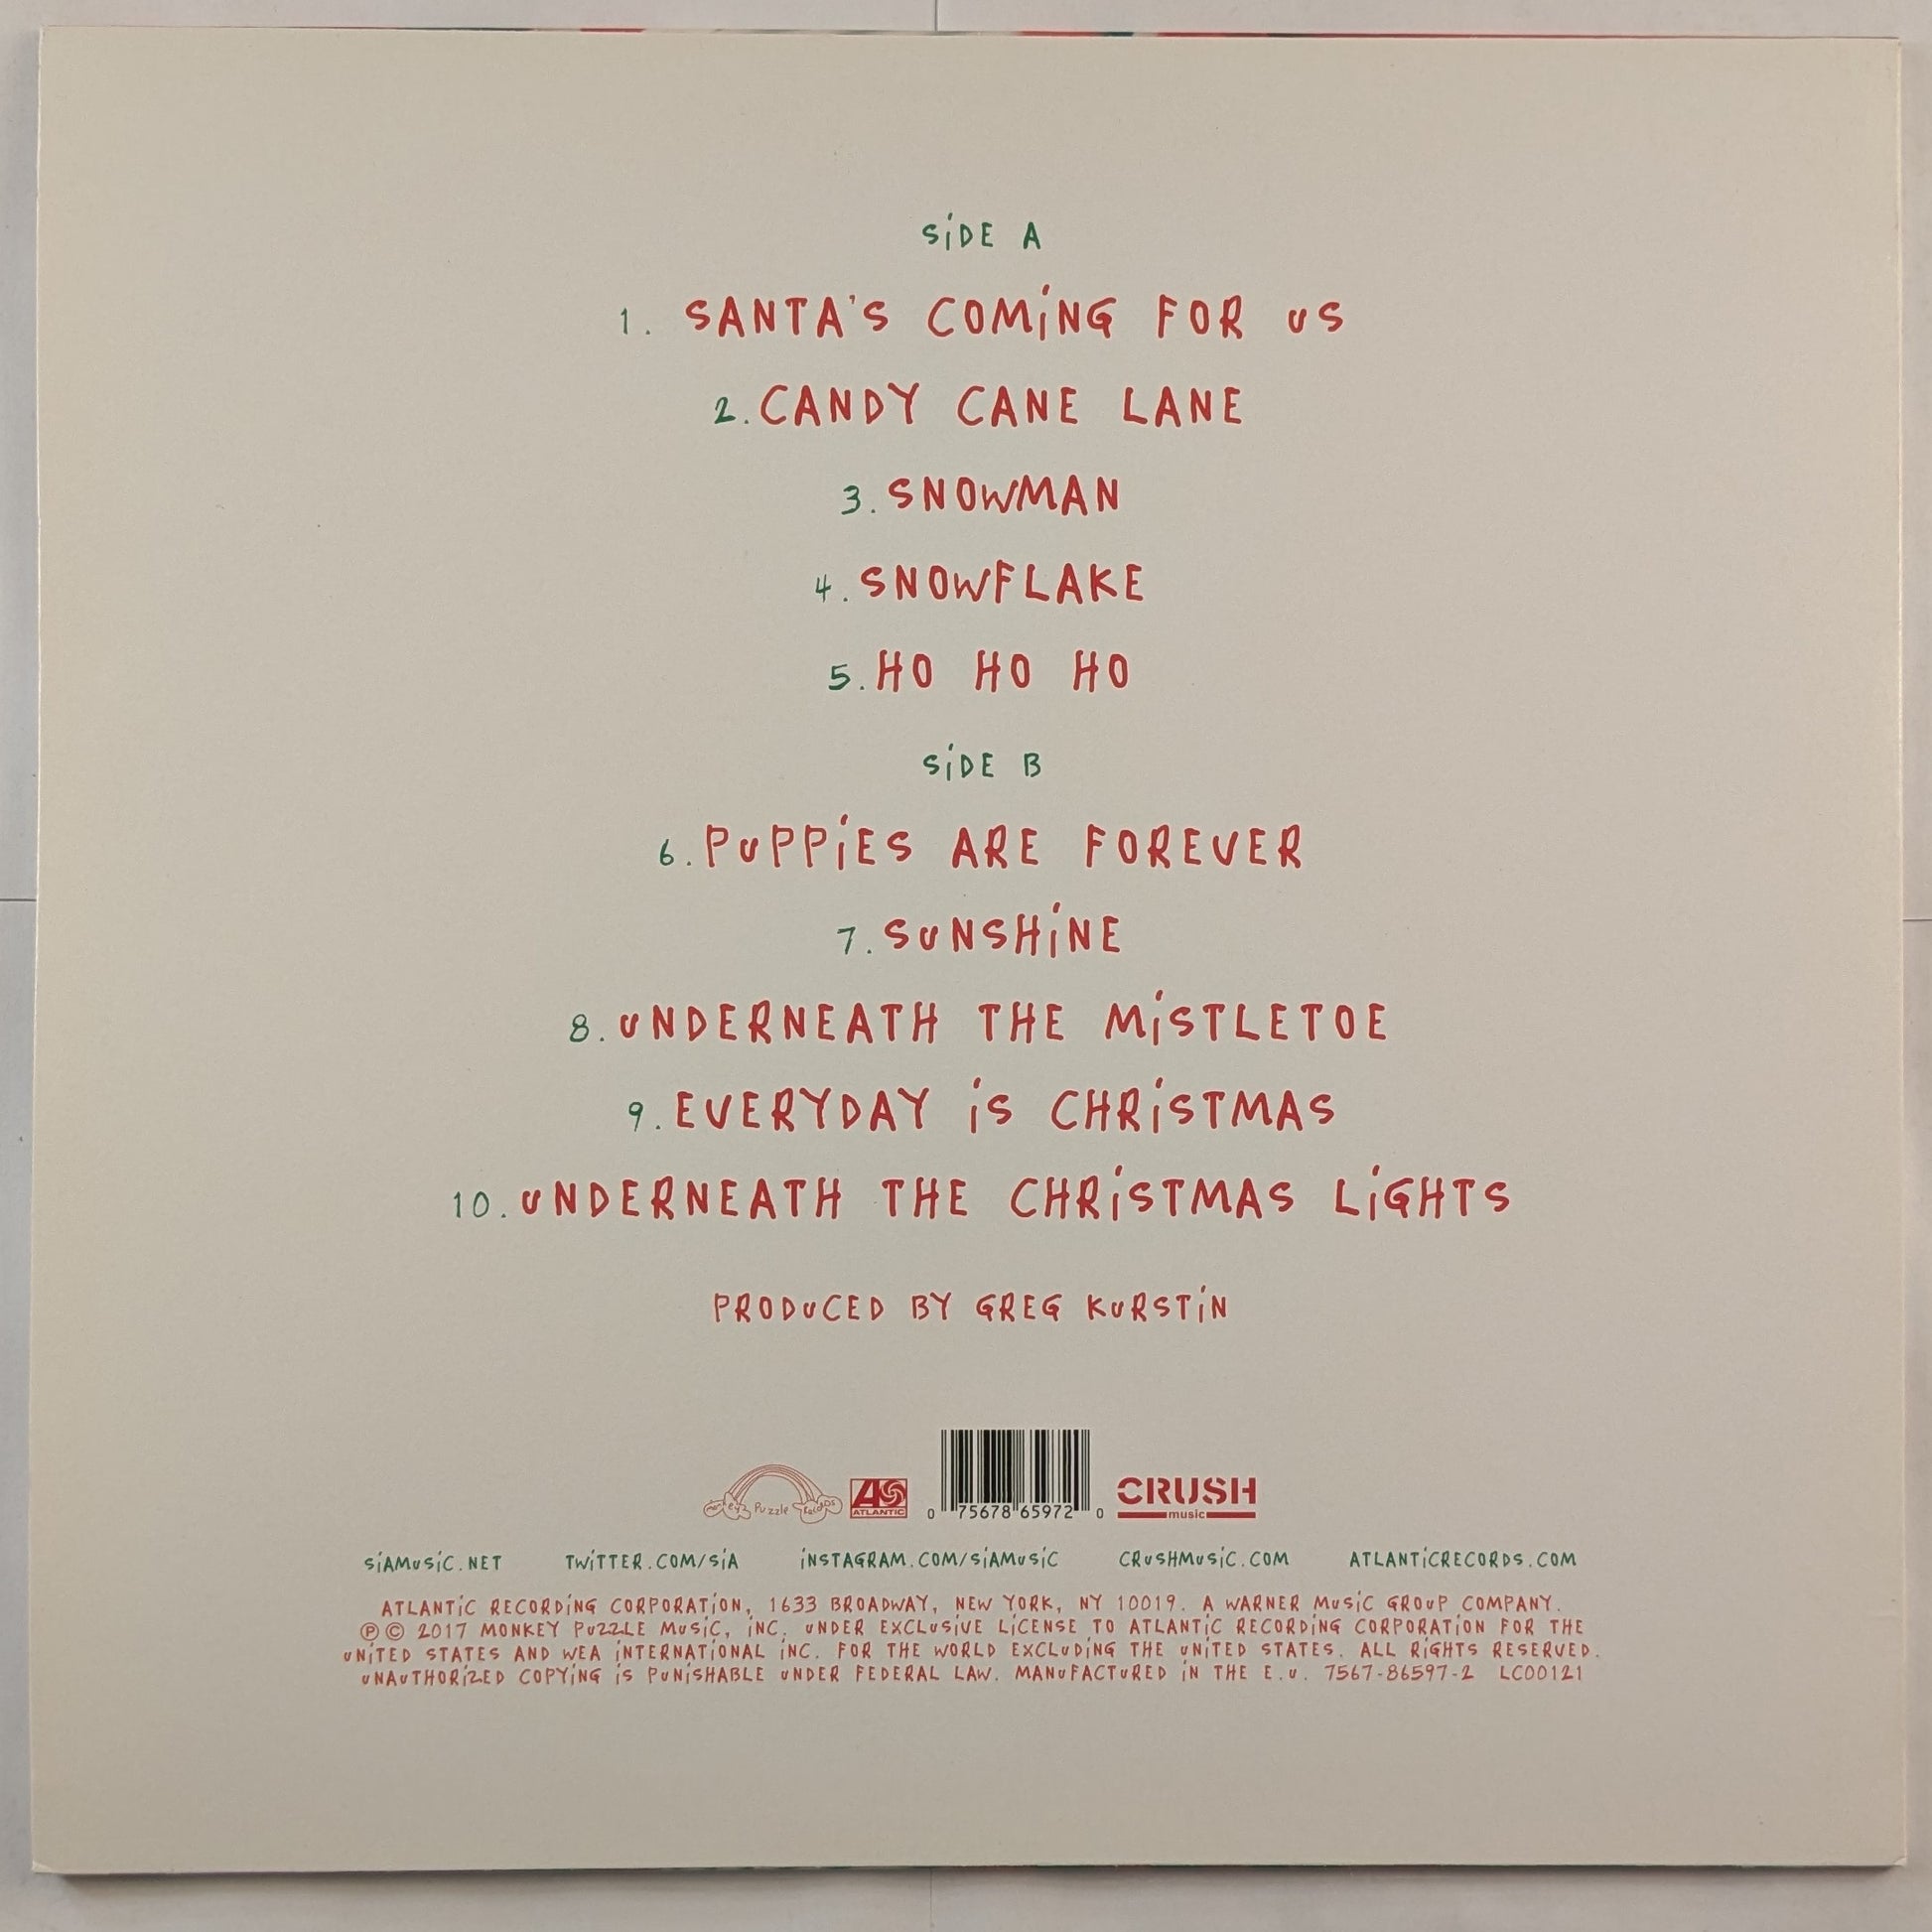 SiDE A
1. SANTA'S COMiNG FOR US
2. CANDY CANE LANE
3. SNOWMAN
4. SNOWFLAKE
5. HO HO HO
SiDE B
6. PUPPiES ARE FOREVER
7. SUNSHiNE
8. UNDERNEATH THE MiSTLETOE
9. EVERYDAY iS CHRiSTMAS
10. UNDERNEATH THE CHRiSTMAS LiGHTS
PRODUCED BY GREG KURSTiN
monkey Puzzle Records
ATLANTIC
0 75678 65972 0
CRUSH
music
SiAMUSiC.NET TWiTTER.COM/SiA iNSTAGRAM.COM/SiAMUSiC CRUSHMUSiC.COM ATLANTiCRECORDS.COM
ATLANTiC RECORDiNG CORPORATiON, 1633 BROADWAY, NEW YORK, NY 10019. A WARNER MUSiC GROUP COMPANY.
℗ © 2017 MONKEY PUZZLE MUSiC, iNC. UNDER EXCLUSiVE LiCENSE TO ATLANTiC RECORDiNG CORPORATiON FOR THE
UNiTED STATES AND WEA iNTERNATiONAL iNC. FOR THE WORLD EXCLUDiNG THE UNiTED STATES. ALL RiGHTS RESERVED.
UNAUTHORiZED COPYiNG iS PUNiSHABLE UNDER FEDERAL LAW. MANUFACTURED iN THE E.U. 7567-86597-2 LC00121